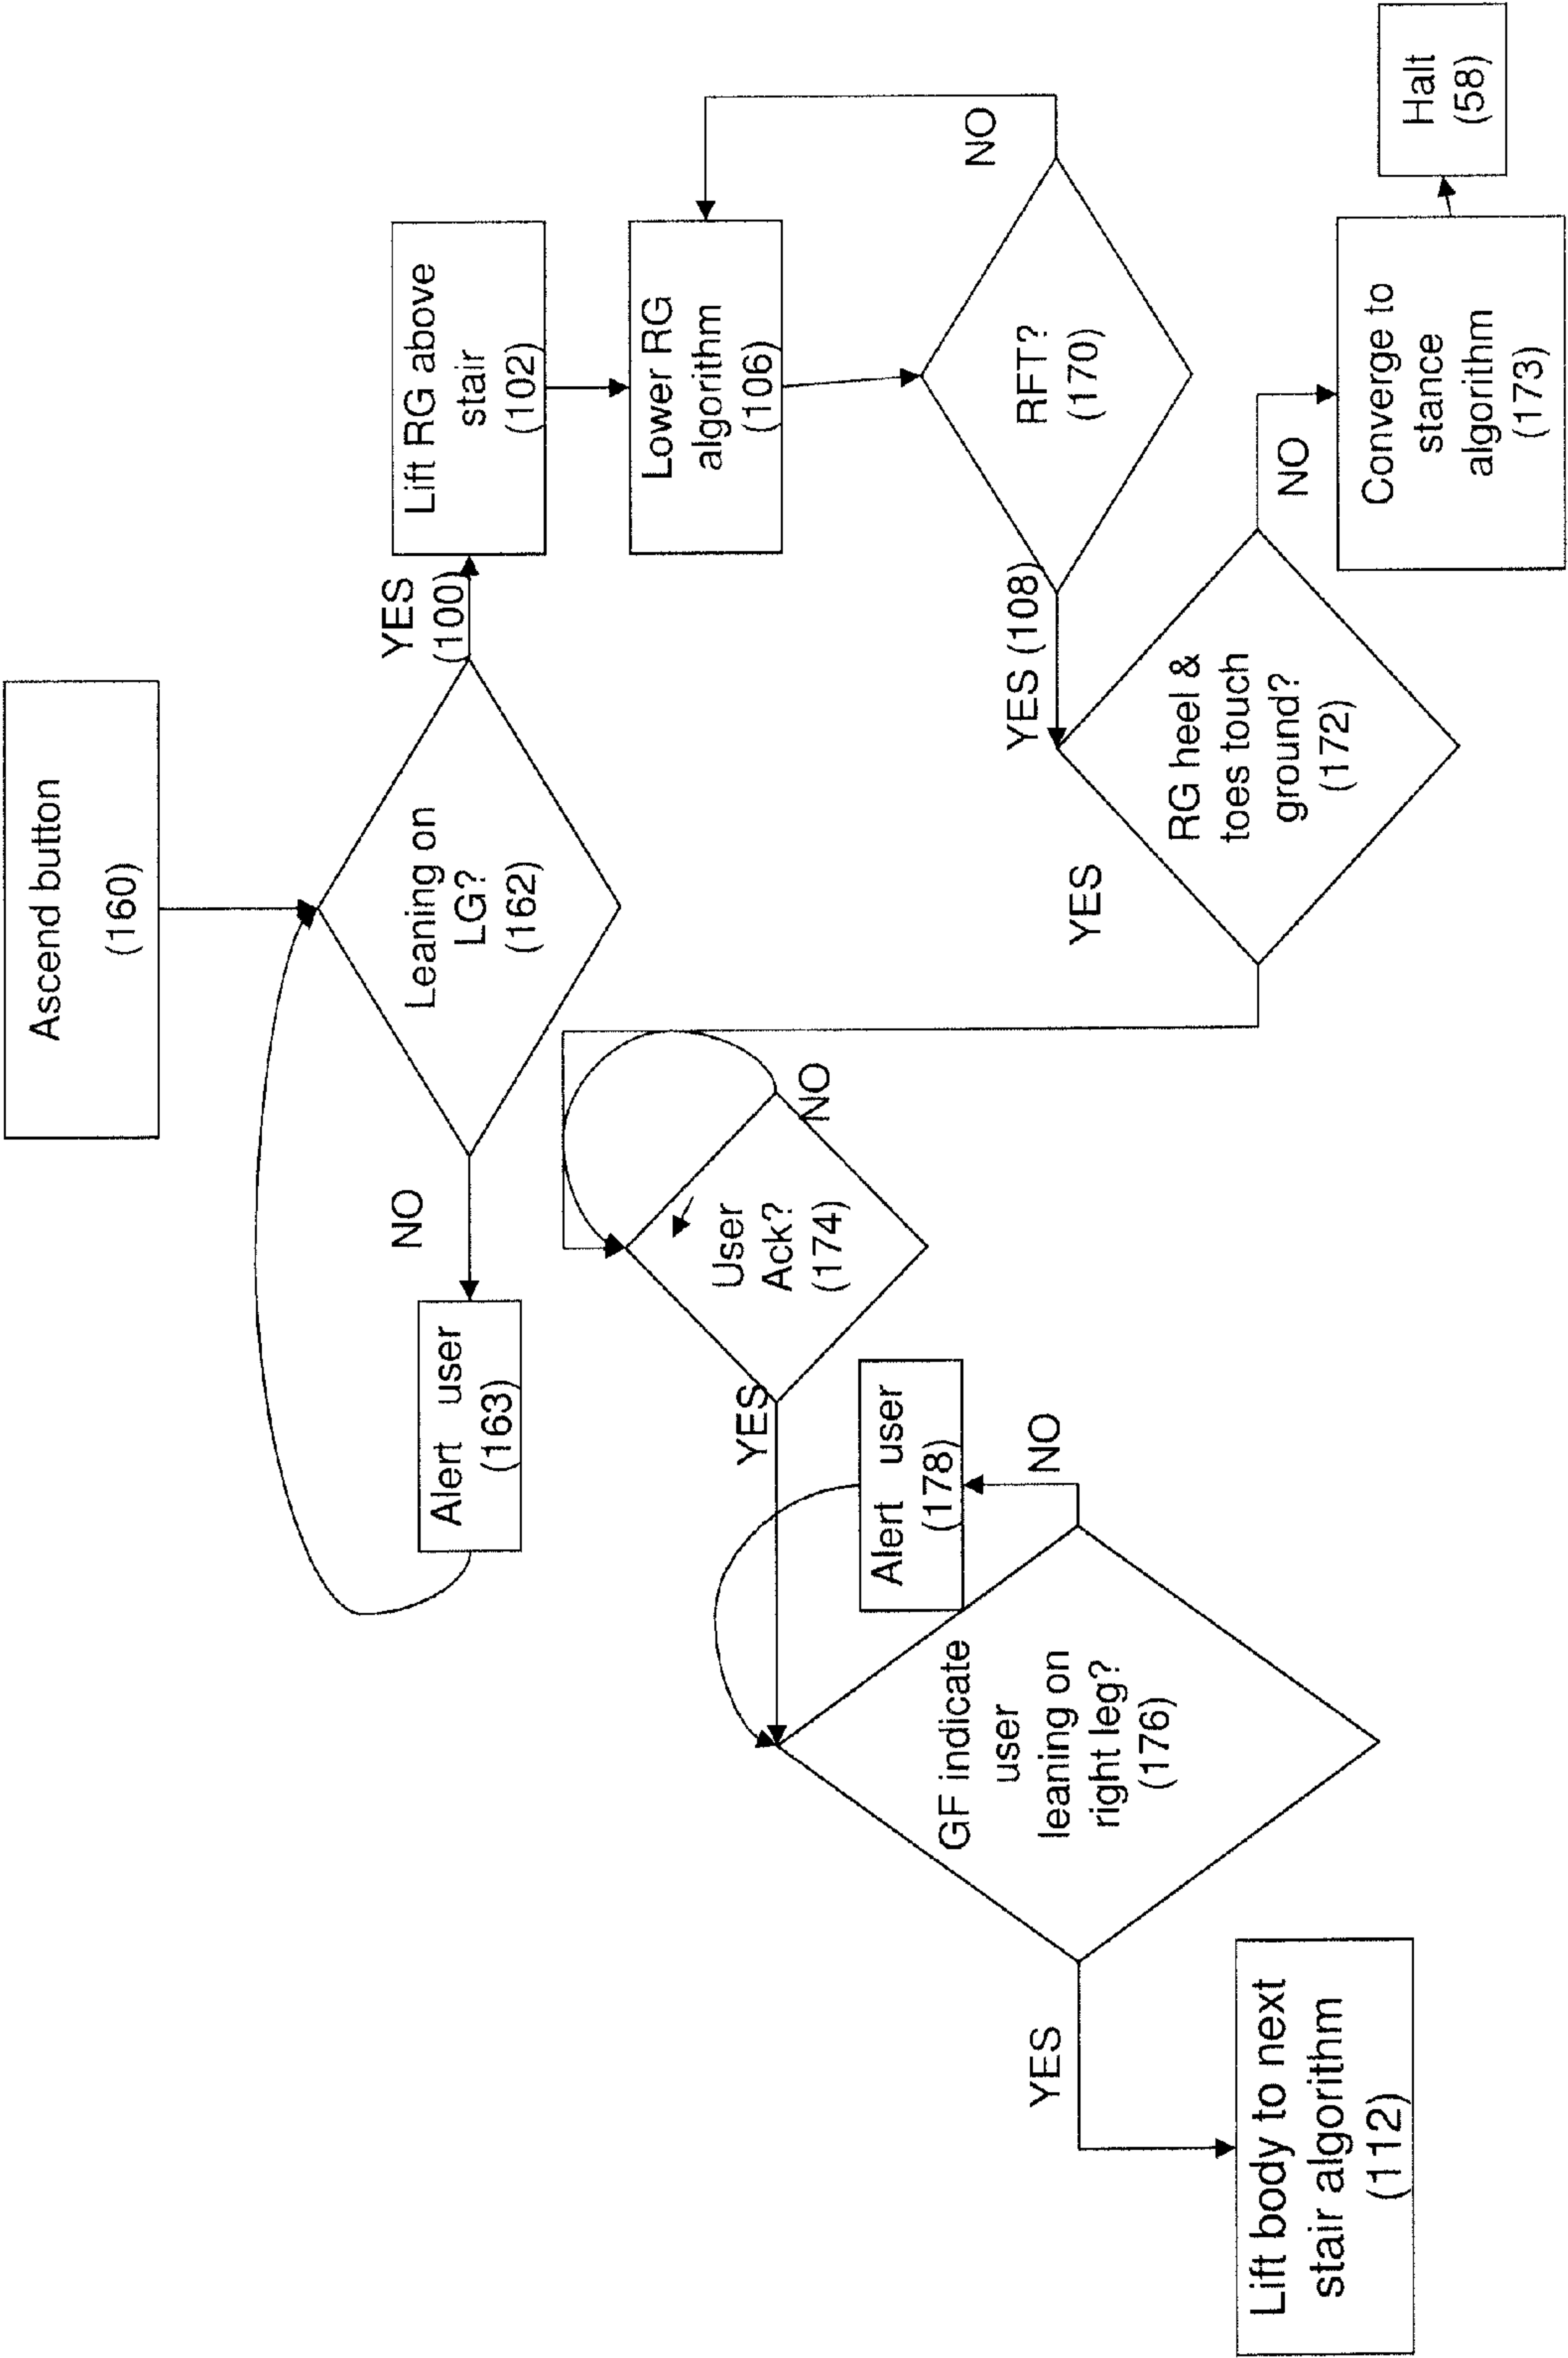 Ascend button
(160)
Leaning on
LG?
(162)
NO
Alert user
(163)
YES
(100)
Lift RG above
stair
(102)
Lower RG
algorithm
(106)
RFT?
(170)
NO
YES (108)
RG heel &
toes touch
ground?
(172)
NO
Converge to
stance
algorithm
(173)
Halt
(58)
YES
User
Ack?
(174)
NO
YES
GF indicate
user
leaning on
right leg?
(176)
NO
Alert user
(178)
YES
Lift body to next
stair algorithm
(112)